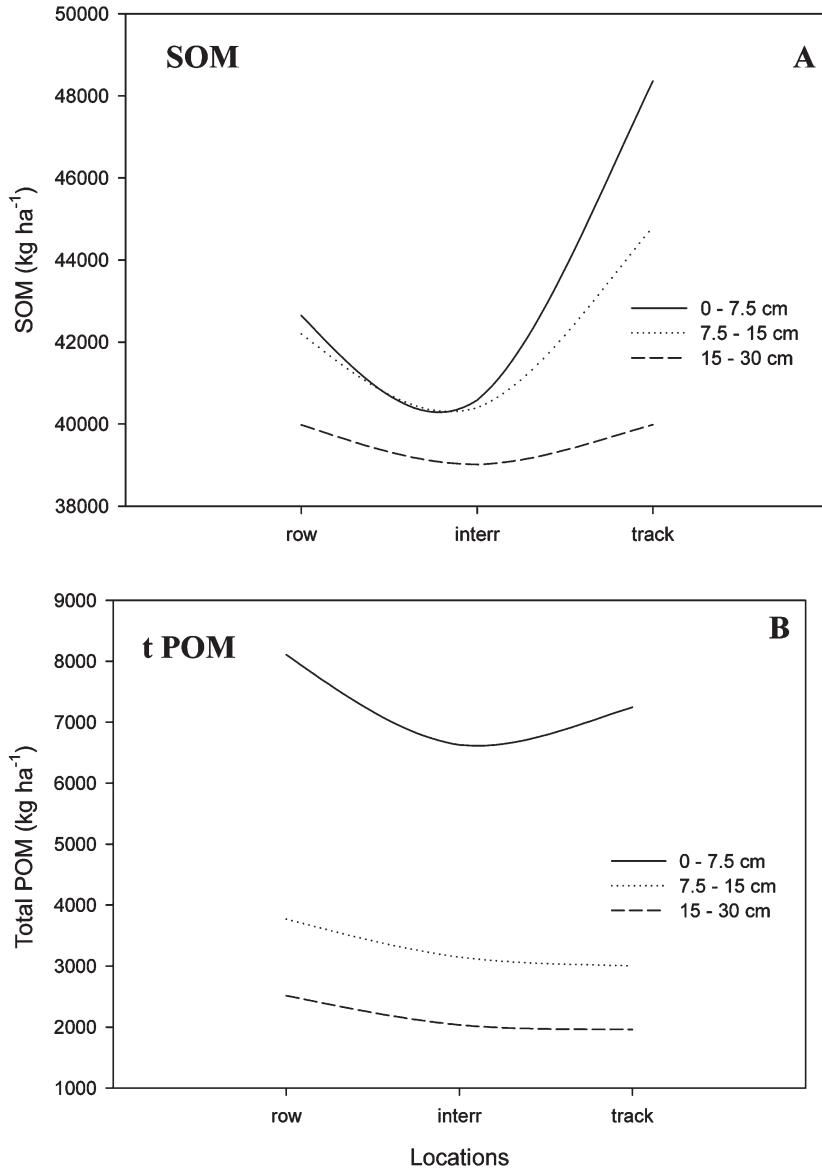 50000
SOM
A
48000
46000
SOM (kg ha⁻¹)
44000
0 - 7.5 cm
42000
7.5 - 15 cm
15 - 30 cm
40000
38000
row interr track
9000
t POM
B
8000
7000
6000
Total POM (kg ha⁻¹)
5000
0 - 7.5 cm
7.5 - 15 cm
4000
15 - 30 cm
3000
2000
1000
row interr track
Locations